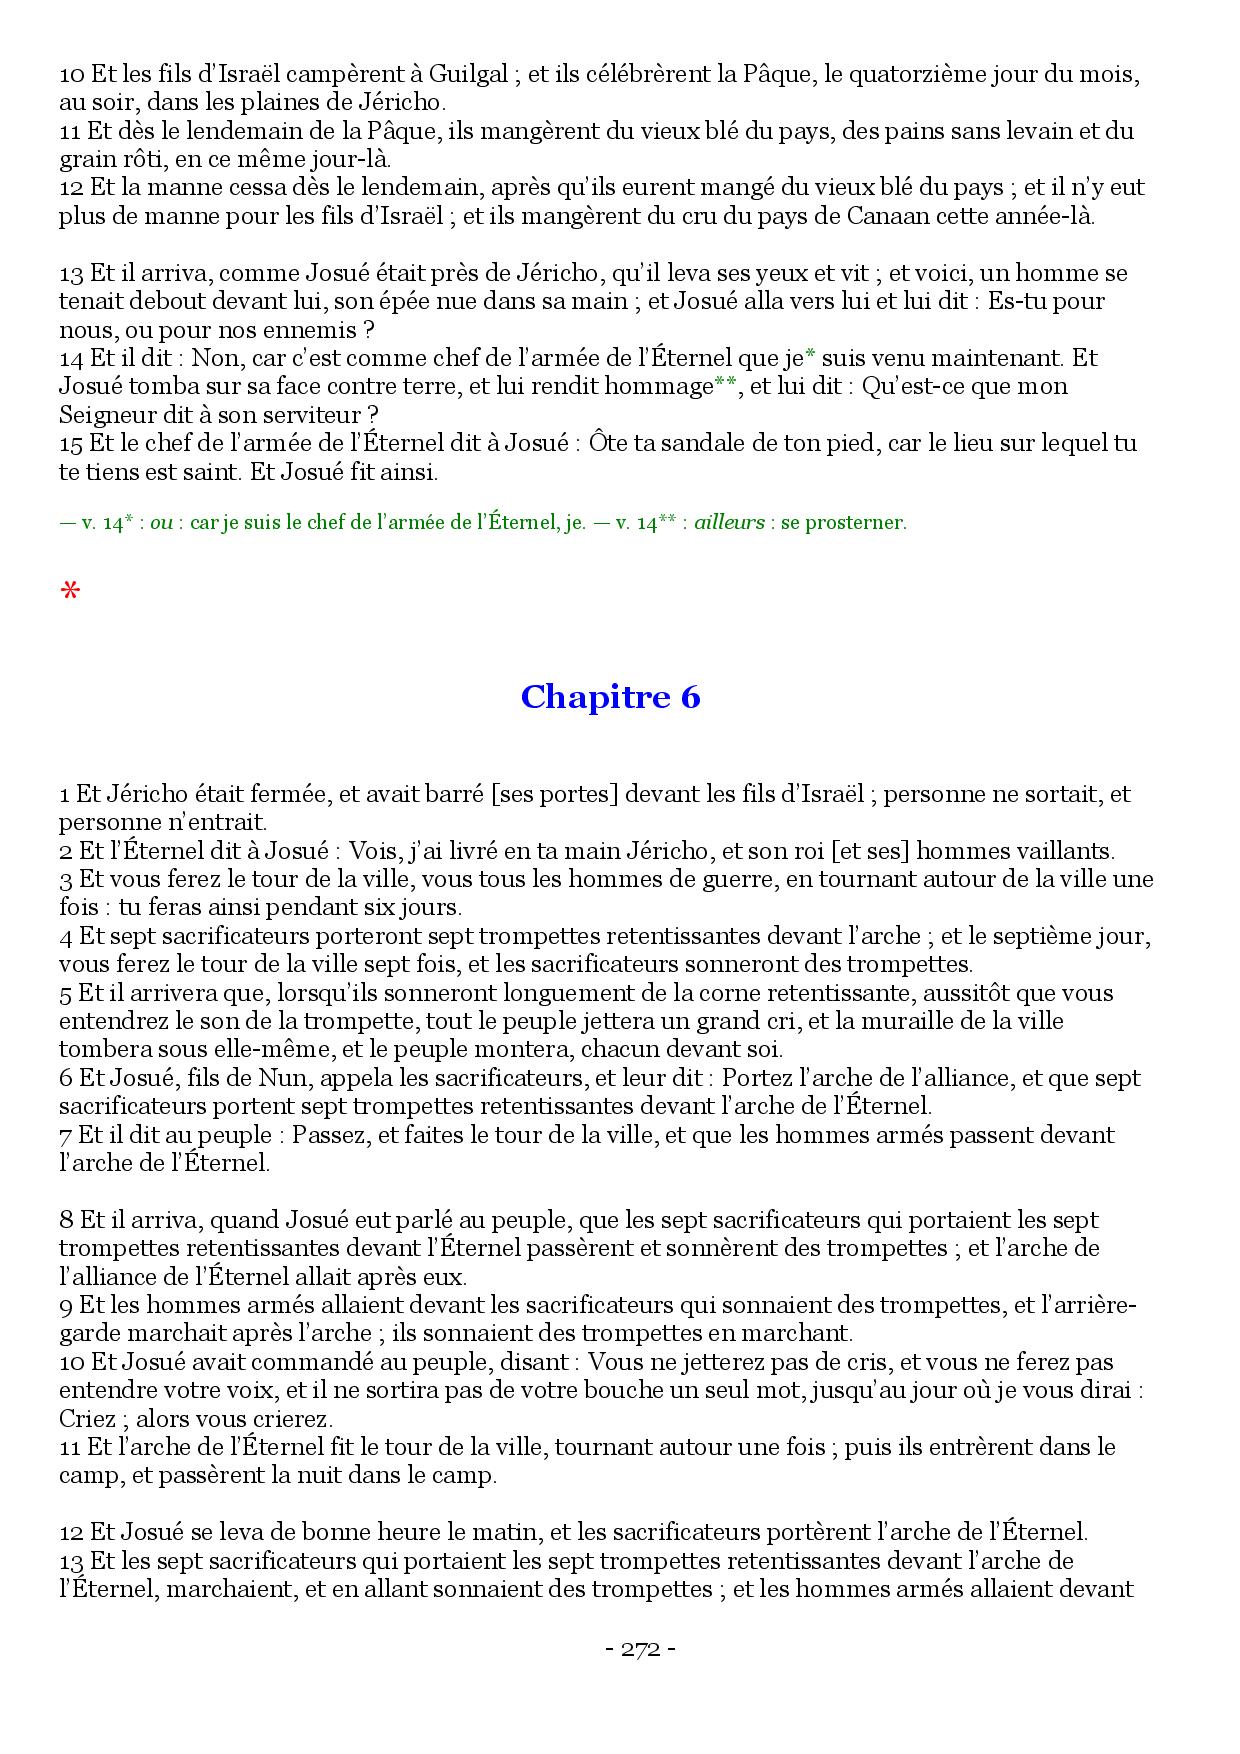 10 Et les fils d’Israël campèrent à Guilgal ; et ils célébrèrent la Pâque, le quatorzième jour du mois,
au soir, dans les plaines de Jéricho.
11 Et dès le lendemain de la Pâque, ils mangèrent du vieux blé du pays, des pains sans levain et du
grain rôti, en ce même jour-là.
12 Et la manne cessa dès le lendemain, après qu’ils eurent mangé du vieux blé du pays ; et il n’y eut
plus de manne pour les fils d’Israël ; et ils mangèrent du cru du pays de Canaan cette année-là.
13 Et il arriva, comme Josué était près de Jéricho, qu’il leva ses yeux et vit ; et voici, un homme se
tenait debout devant lui, son épée nue dans sa main ; et Josué alla vers lui et lui dit : Es-tu pour
nous, ou pour nos ennemis ?
14 Et il dit : Non, car c’est comme chef de l’armée de l’Éternel que je* suis venu maintenant. Et
Josué tomba sur sa face contre terre, et lui rendit hommage**, et lui dit : Qu’est-ce que mon
Seigneur dit à son serviteur ?
15 Et le chef de l’armée de l’Éternel dit à Josué : Ôte ta sandale de ton pied, car le lieu sur lequel tu
te tiens est saint. Et Josué fit ainsi.
— v. 14* : ou : car je suis le chef de l’armée de l’Éternel, je. — v. 14** : ailleurs : se prosterner.
*
Chapitre 6
1 Et Jéricho était fermée, et avait barré [ses portes] devant les fils d’Israël ; personne ne sortait, et
personne n’entrait.
2 Et l’Éternel dit à Josué : Vois, j’ai livré en ta main Jéricho, et son roi [et ses] hommes vaillants.
3 Et vous ferez le tour de la ville, vous tous les hommes de guerre, en tournant autour de la ville une
fois : tu feras ainsi pendant six jours.
4 Et sept sacrificateurs porteront sept trompettes retentissantes devant l’arche ; et le septième jour,
vous ferez le tour de la ville sept fois, et les sacrificateurs sonneront des trompettes.
5 Et il arrivera que, lorsqu’ils sonneront longuement de la corne retentissante, aussitôt que vous
entendrez le son de la trompette, tout le peuple jettera un grand cri, et la muraille de la ville
tombera sous elle-même, et le peuple montera, chacun devant soi.
6 Et Josué, fils de Nun, appela les sacrificateurs, et leur dit : Portez l’arche de l’alliance, et que sept
sacrificateurs portent sept trompettes retentissantes devant l’arche de l’Éternel.
7 Et il dit au peuple : Passez, et faites le tour de la ville, et que les hommes armés passent devant
l’arche de l’Éternel.
8 Et il arriva, quand Josué eut parlé au peuple, que les sept sacrificateurs qui portaient les sept
trompettes retentissantes devant l’Éternel passèrent et sonnèrent des trompettes ; et l’arche de
l’alliance de l’Éternel allait après eux.
9 Et les hommes armés allaient devant les sacrificateurs qui sonnaient des trompettes, et l’arrière-
garde marchait après l’arche ; ils sonnaient des trompettes en marchant.
10 Et Josué avait commandé au peuple, disant : Vous ne jetterez pas de cris, et vous ne ferez pas
entendre votre voix, et il ne sortira pas de votre bouche un seul mot, jusqu’au jour où je vous dirai :
Criez ; alors vous crierez.
11 Et l’arche de l’Éternel fit le tour de la ville, tournant autour une fois ; puis ils entrèrent dans le
camp, et passèrent la nuit dans le camp.
12 Et Josué se leva de bonne heure le matin, et les sacrificateurs portèrent l’arche de l’Éternel.
13 Et les sept sacrificateurs qui portaient les sept trompettes retentissantes devant l’arche de
l’Éternel, marchaient, et en allant sonnaient des trompettes ; et les hommes armés allaient devant
- 272 -